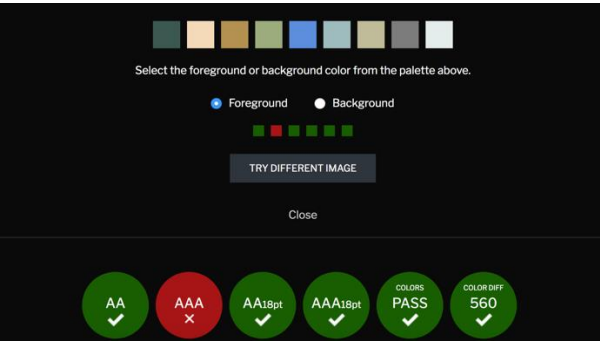 Select the foreground or background color from the palette above.
Foreground Background
TRY DIFFERENT IMAGE
Close
AA AAA AA18pt AAA18pt COLORS PASS COLOR DIFF 560